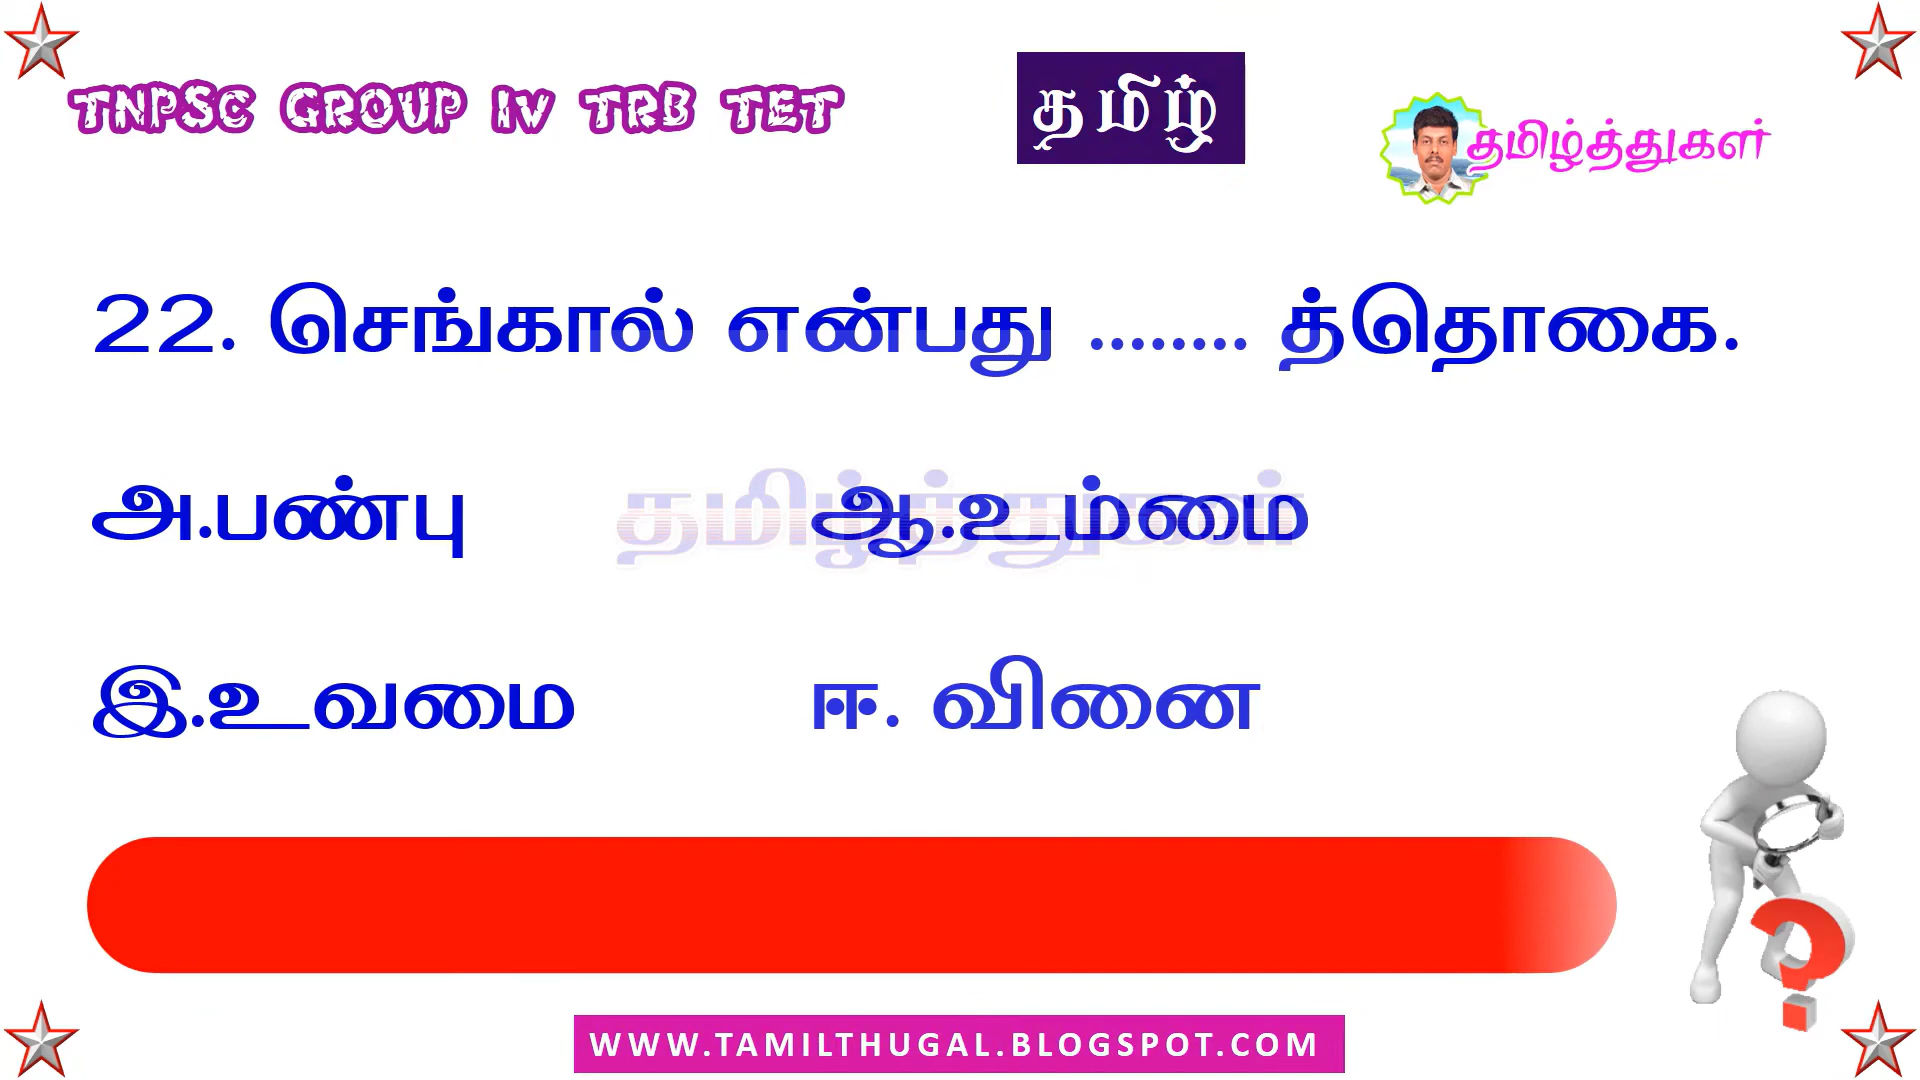 TNPSC GROUP IV TRB TET
தமிழ்
தமிழ்த்துகள்
22. செங்கால் என்பது ........ த்தொகை.
அ.பண்பு ஆ.உம்மை
தமிழ்த்துகள்
இ.உவமை ஈ. வினை
WWW.TAMILTHUGAL.BLOGSPOT.COM